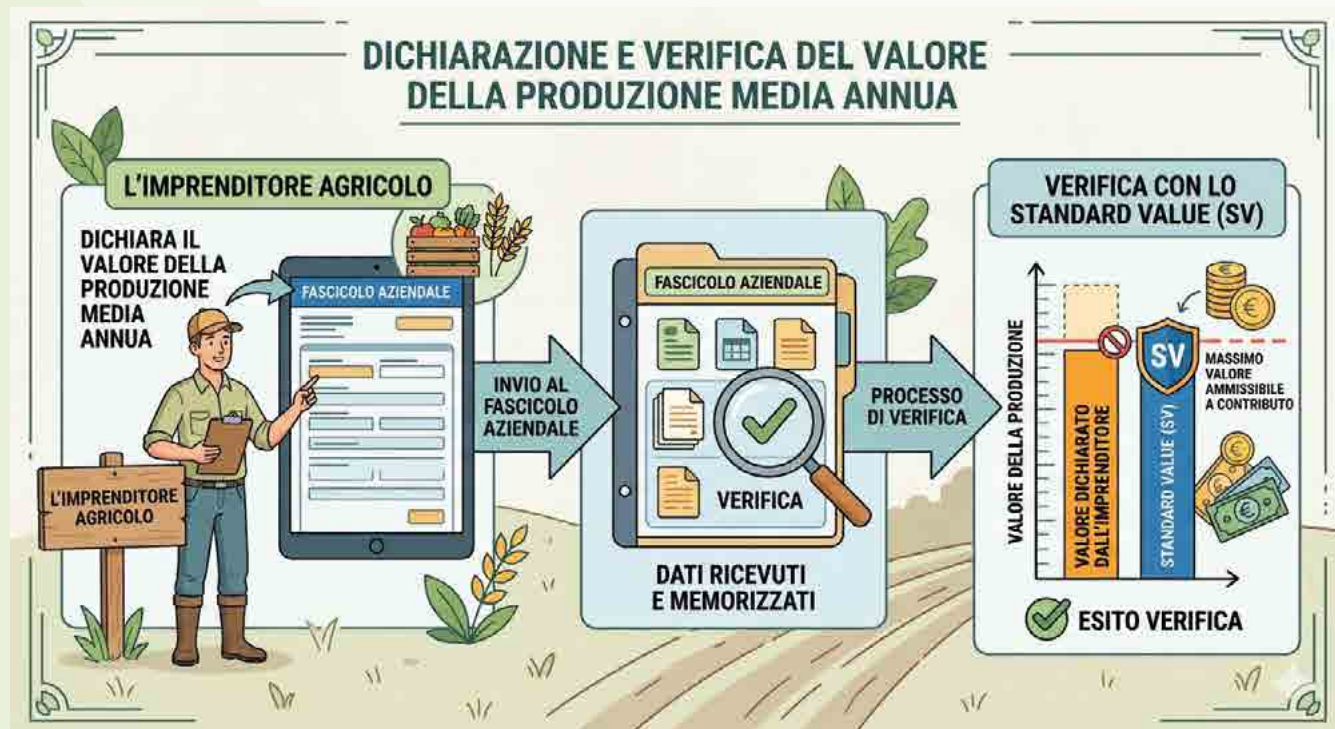 DICHIARAZIONE E VERIFICA DEL VALORE
DELLA PRODUZIONE MEDIA ANNUA
L'IMPRENDITORE AGRICOLO
DICHIARA IL
VALORE DELLA
PRODUZIONE
MEDIA
ANNUA
FASCICOLO AZIENDALE
L'IMPRENDITORE
AGRICOLO
INVIO AL
FASCICOLO
AZIENDALE
FASCICOLO AZIENDALE
VERIFICA
DATI RICEVUTI
E MEMORIZZATI
PROCESSO
DI VERIFICA
VERIFICA CON LO
STANDARD VALUE (SV)
VALORE DELLA PRODUZIONE
VALORE DICHIARATO
DALL'IMPRENDITORE
SV
STANDARD VALUE (SV)
MASSIMO
VALORE
AMMISSIBILE
A CONTRIBUTO
ESITO VERIFICA